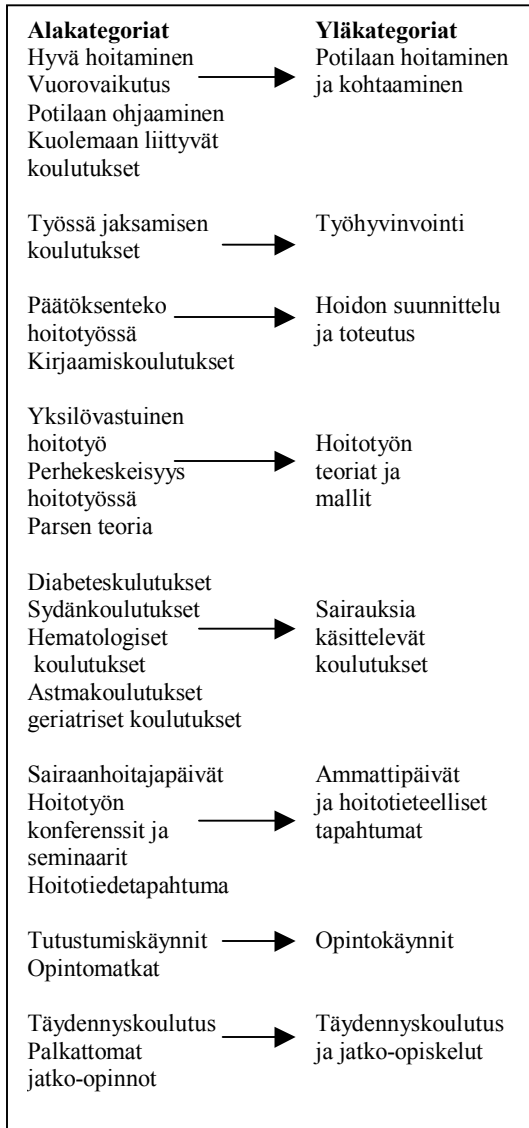 Alakategoriat Yläkategoriat
Hyvä hoitaminen Potilaan hoitaminen
Vuorovaikutus ja kohtaaminen
Potilaan ohjaaminen
Kuolemaan liittyvät
koulutukset
Työssä jaksamisen Työhyvinvointi
koulutukset
Päätöksenteko Hoidon suunnittelu
hoitotyössä ja toteutus
Kirjaamiskoulutukset
Yksilövastuinen
hoitotyö Hoitotyön
Perhekeskeisyys teoriat ja
hoitotyössä mallit
Parsen teoria
Diabeteskulutukset
Sydänkoulutukset Sairauksia
Hematologiset käsittelevät
koulutukset koulutukset
Astmakoulutukset
geriatriset koulutukset
Sairaanhoitajapäivät Ammattipäivät
Hoitotyön ja hoitotieteelliset
konferenssit ja tapahtumat
seminaarit
Hoitotiedetapahtuma
Tutustumiskäynnit Opintokäynnit
Opintomatkat
Täydennyskoulutus Täydennyskoulutus
Palkattomat ja jatko-opiskelut
jatko-opinnot